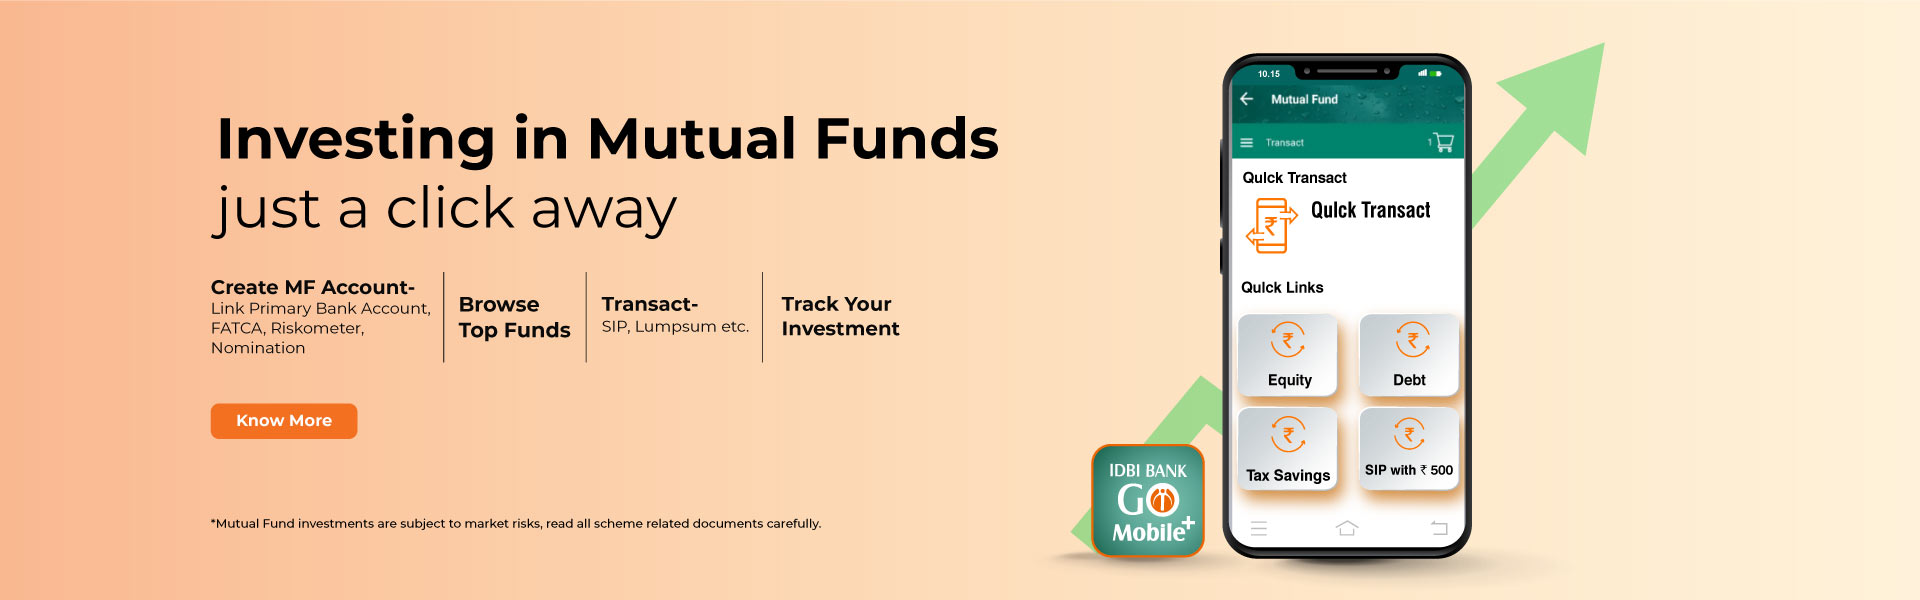 Investing in Mutual Funds
just a click away
Create MF Account-
Link Primary Bank Account,
FATCA, Riskometer,
Nomination
Browse
Top Funds
Transact-
SIP, Lumpsum etc.
Track Your
Investment
Know More
*Mutual Fund investments are subject to market risks, read all scheme related documents carefully.
IDBI BANK
GO
Mobile+
10.15
Mutual Fund
Transact
1
Quick Transact
₹
Quick Transact
Quick Links
₹
Equity
₹
Debt
₹
Tax Savings
₹
SIP with ₹ 500